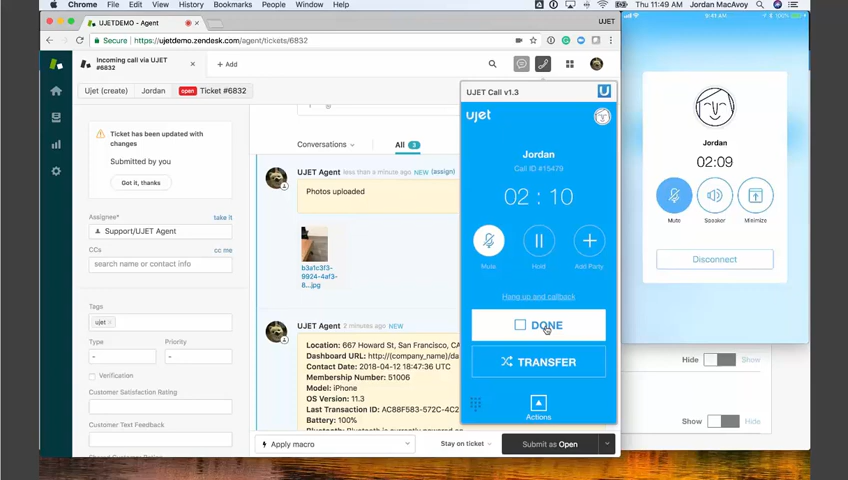 Chrome File Edit View History Bookmarks People Window Help
Thu 11:49 AM Jordan MacAvoy
UJETDEMO - Agent
UJET
Secure https://ujetdemo.zendesk.com/agent/tickets/6832
Incoming call via UJET
#6832
+ Add
Ujet (create) Jordan open Ticket #6832
Ticket has been updated with
changes
Submitted by you
Got it, thanks
Assignee* take it
Support/UJET Agent
CCs cc me
search name or contact info
Tags
ujet
Type Priority
- -
Verification
Customer Satisfaction Rating
Customer Text Feedback
Conversations All 3
UJET Agent less than a minute ago NEW (assign)
Photos uploaded
b3a1c3f3-
9924-4af3-
8...jpg
UJET Agent 2 minutes ago NEW
Location: 667 Howard St, San Francisco, CA
Dashboard URL: http://{company_name}/da
Contact Date: 2018-04-12 18:47:36 UTC
Membership Number: 51006
Model: iPhone
OS Version: 11.3
Last Transaction ID: AC88F583-572C-4C2
Battery: 100%
Apply macro
Stay on ticket
Submit as Open
UJET Call v1.3
U
ujet
Jordan
Call ID #15479
02 : 10
Mute Hold Add Party
Hang up and callback
DONE
TRANSFER
Actions
9:41 AM 100%
Jordan
02:09
Mute Speaker Minimize
Disconnect
Hide Show
Show Hide